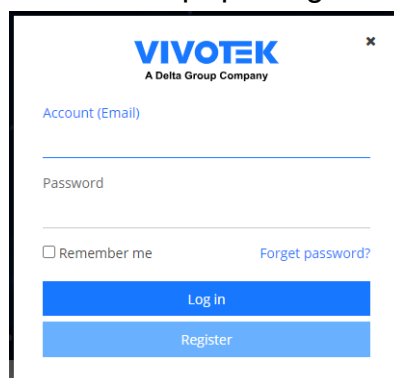 VIVOTEK
A Delta Group Company
Account (Email)
Password
Remember me Forget password?
Log in
Register